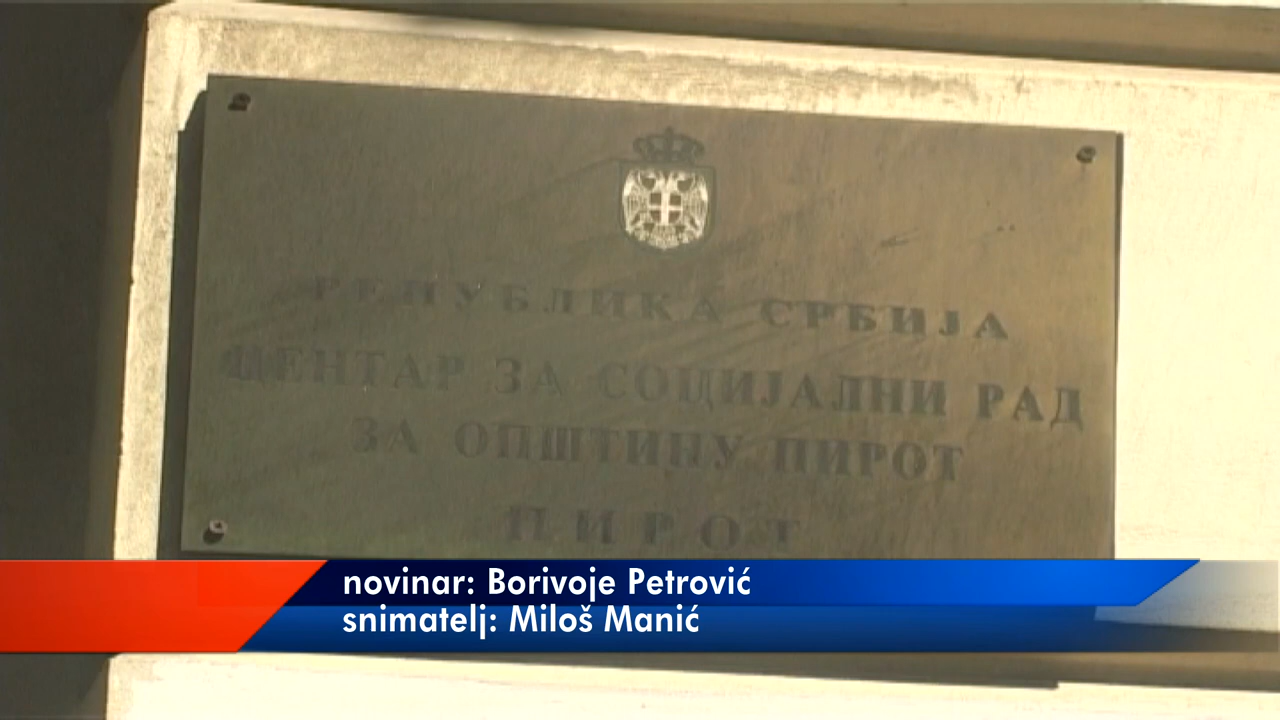 РЕПУБЛИКА СРБИЈА
ЦЕНТАР ЗА СОЦИЈАЛНИ РАД
ЗА ОПШТИНУ ПИРОТ
ПИРОТ
novinar: Borivoje Petrović
snimatelj: Miloš Manić